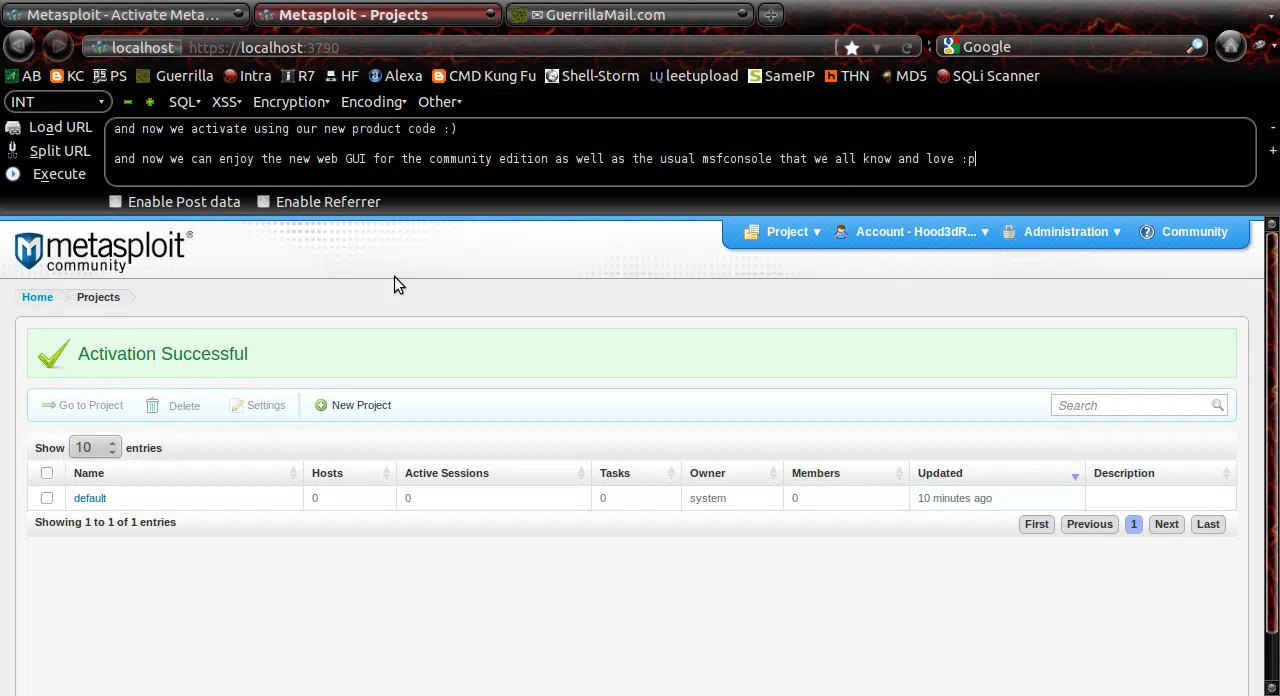 Metasploit - Activate Meta...
Metasploit - Projects
GuerrillaMail.com
localhost https://localhost:3790
Google
AB KC PS Guerrilla Intra R7 HF Alexa CMD Kung Fu Shell-Storm leetupload SameIP THN MD5 SQLi Scanner
INT SQL XSS Encryption Encoding Other
Load URL
Split URL
Execute
and now we activate using our new product code :)
and now we can enjoy the new web GUI for the community edition as well as the usual msfconsole that we all know and love :p
- 
+
Enable Post data Enable Referrer
metasploit®
community
Project Account - Hood3dR... Administration Community
Home Projects
Activation Successful
Go to Project Delete Settings New Project Search
Show 10 entries
Name Hosts Active Sessions Tasks Owner Members Updated Description
default 0 0 0 system 0 10 minutes ago
Showing 1 to 1 of 1 entries First Previous 1 Next Last